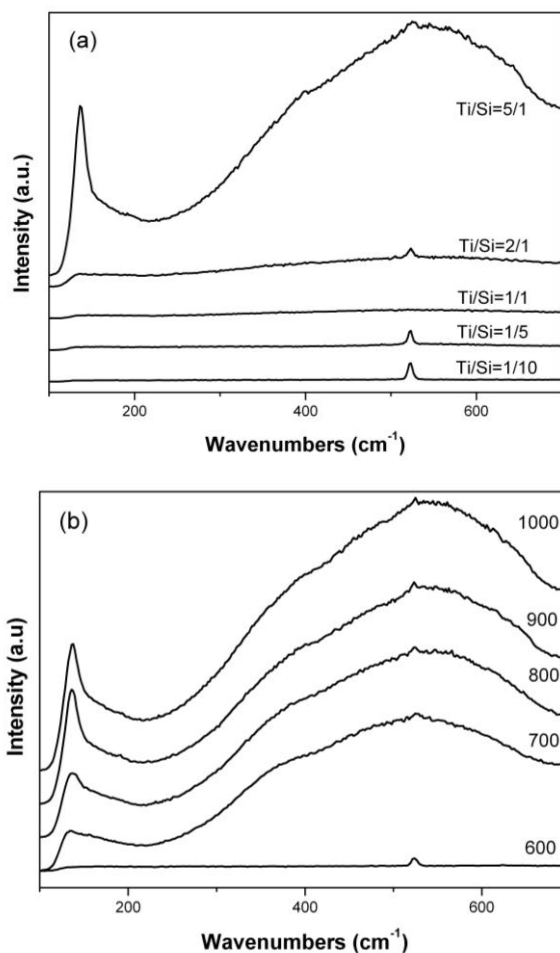 (a)
Ti/Si=5/1
Ti/Si=2/1
Ti/Si=1/1
Ti/Si=1/5
Ti/Si=1/10
Intensity (a.u.)
200
400
600
Wavenumbers (cm⁻¹)
(b)
1000
900
800
700
600
Intensity (a.u)
200
400
600
Wavenumbers (cm⁻¹)